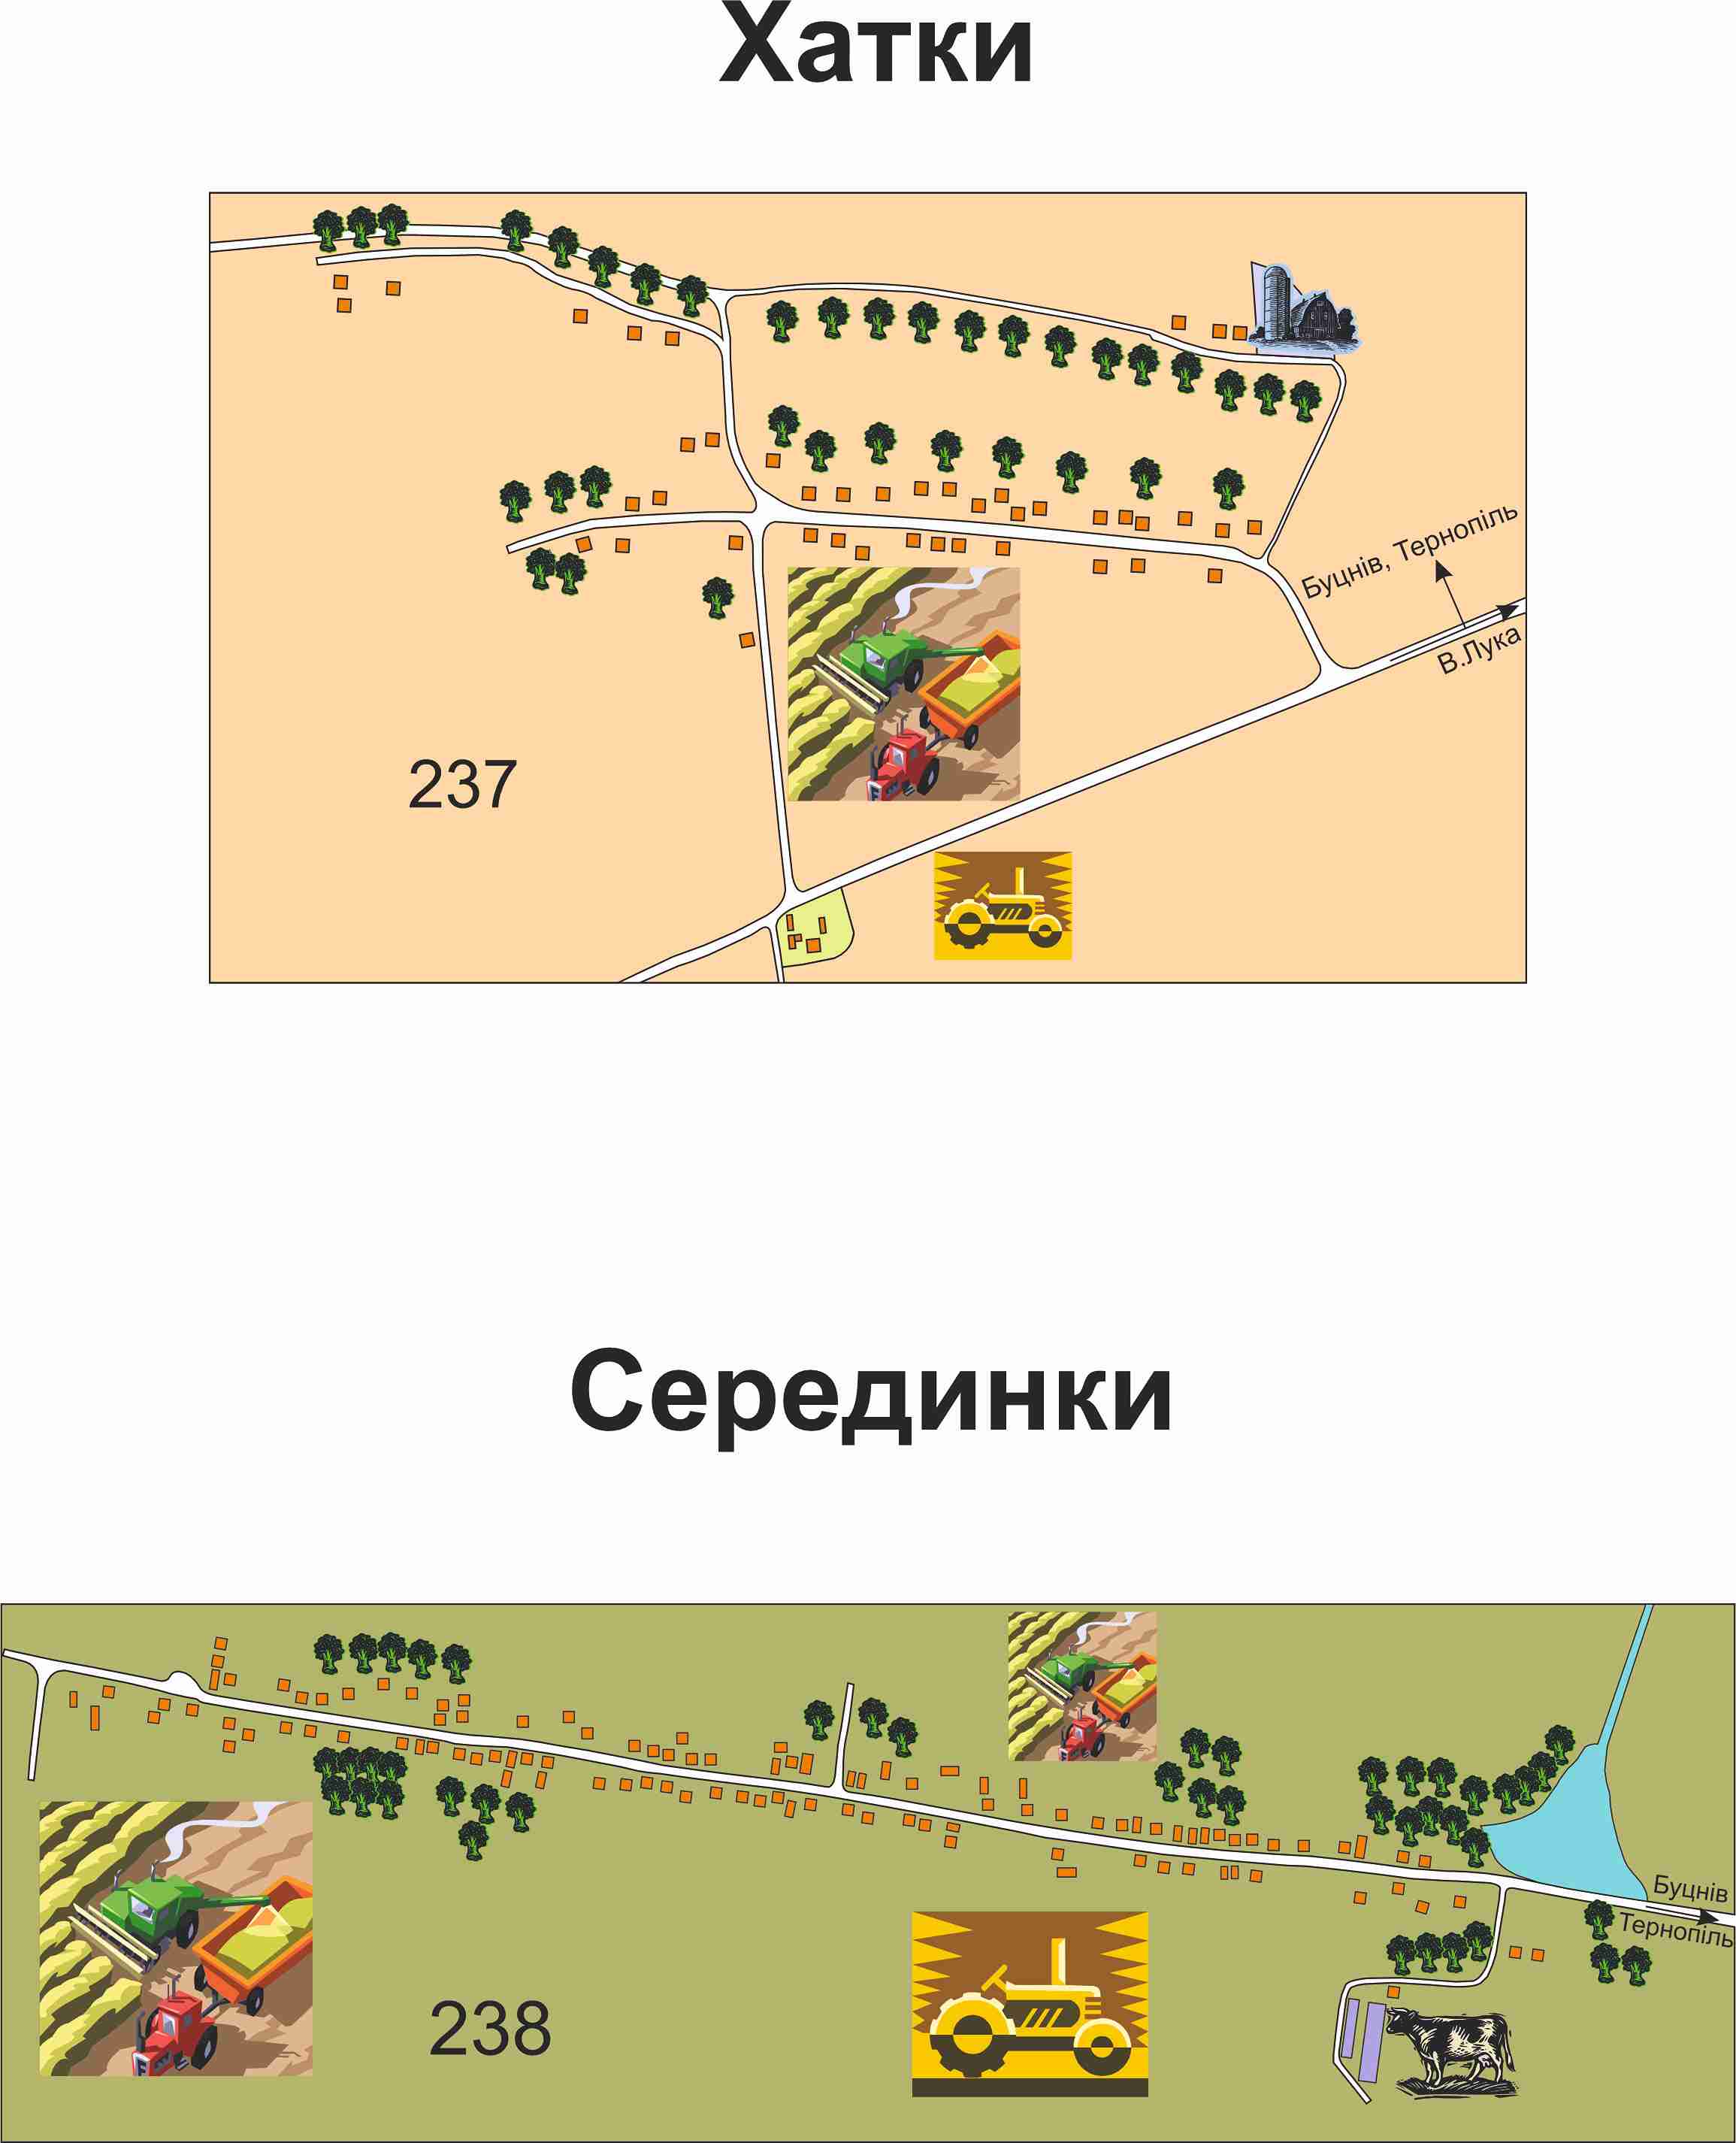 Хатки
Буцнів, Тернопіль
В.Лука
237
Серединки
Буцнів
Тернопіль
238